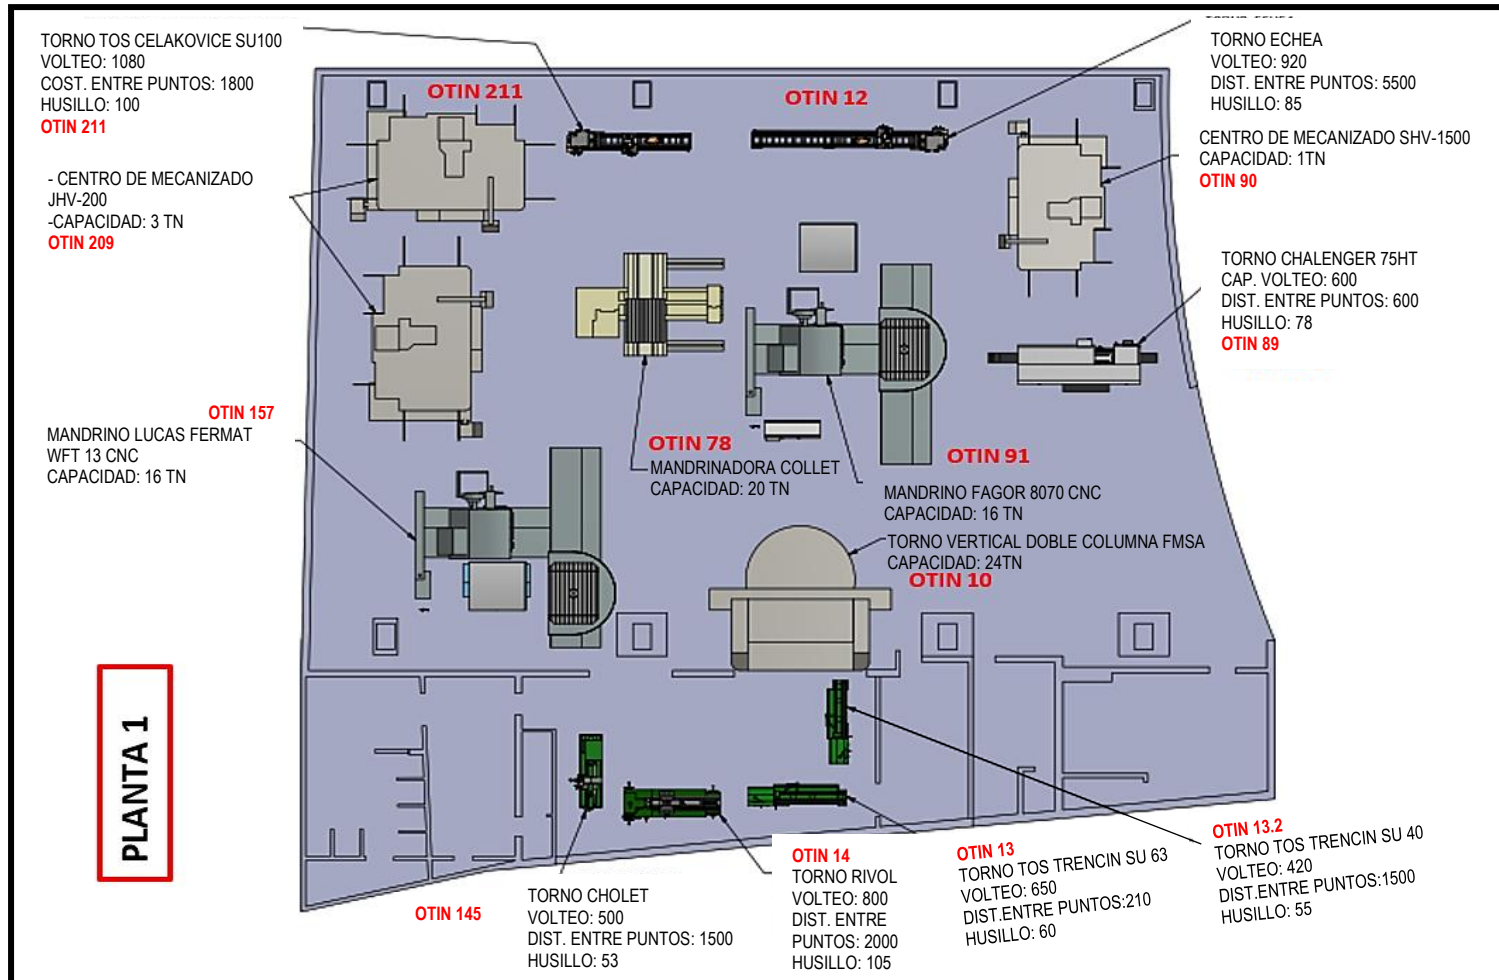 TORNO TOS CELAKOVICE SU100
VOLTEO: 1080
COST. ENTRE PUNTOS: 1800
HUSILLO: 100
OTIN 211
- CENTRO DE MECANIZADO
JHV-200
-CAPACIDAD: 3 TN
OTIN 209
OTIN 157
MANDRINO LUCAS FERMAT
WFT 13 CNC
CAPACIDAD: 16 TN
OTIN 211
OTIN 12
TORNO ECHEA
VOLTEO: 920
DIST. ENTRE PUNTOS: 5500
HUSILLO: 85
CENTRO DE MECANIZADO SHV-1500
CAPACIDAD: 1TN
OTIN 90
TORNO CHALENGER 75HT
CAP. VOLTEO: 600
DIST. ENTRE PUNTOS: 600
HUSILLO: 78
OTIN 89
OTIN 78
MANDRINADORA COLLET
CAPACIDAD: 20 TN
OTIN 91
MANDRINO FAGOR 8070 CNC
CAPACIDAD: 16 TN
TORNO VERTICAL DOBLE COLUMNA FMSA
CAPACIDAD: 24TN
OTIN 10
PLANTA 1
OTIN 145
TORNO CHOLET
VOLTEO: 500
DIST. ENTRE PUNTOS: 1500
HUSILLO: 53
OTIN 14
TORNO RIVOL
VOLTEO: 800
DIST. ENTRE
PUNTOS: 2000
HUSILLO: 105
OTIN 13
TORNO TOS TRENCIN SU 63
VOLTEO: 650
DIST.ENTRE PUNTOS:210
HUSILLO: 60
OTIN 13.2
TORNO TOS TRENCIN SU 40
VOLTEO: 420
DIST.ENTRE PUNTOS:1500
HUSILLO: 55